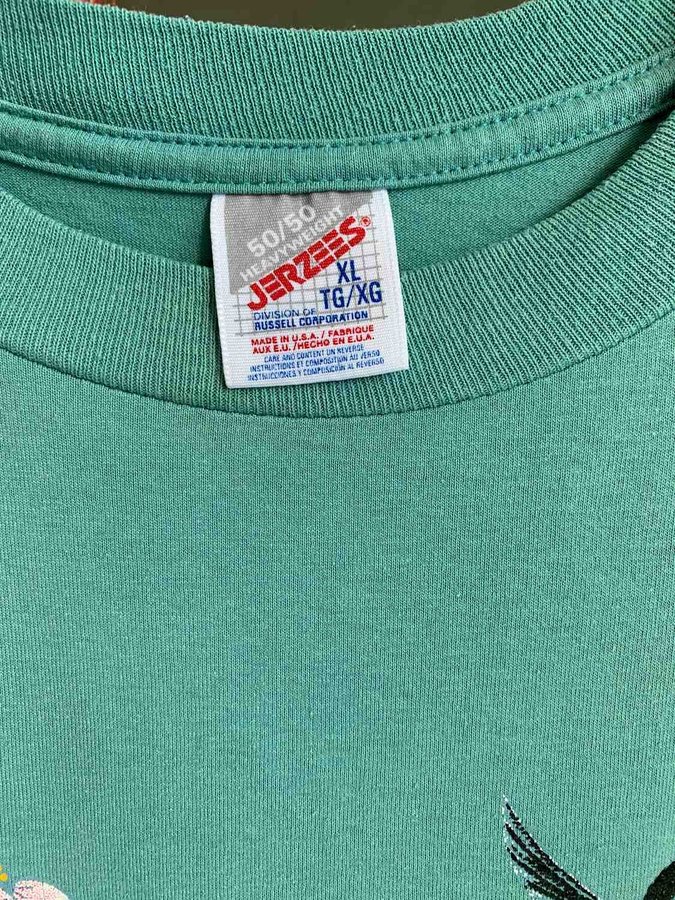 50/50
HEAVYWEIGHT
JERZEES®
XL
TG/XG
DIVISION OF
RUSSELL CORPORATION
MADE IN U.S.A./FABRIQUE
AUX E.U./HECHO EN E.U.A.
CARE AND CONTENT ON REVERSE
INSTRUCTIONS ET COMPOSITION AU VERSO
INSTRUCCIONES Y COMPOSICIÓN AL REVERSO